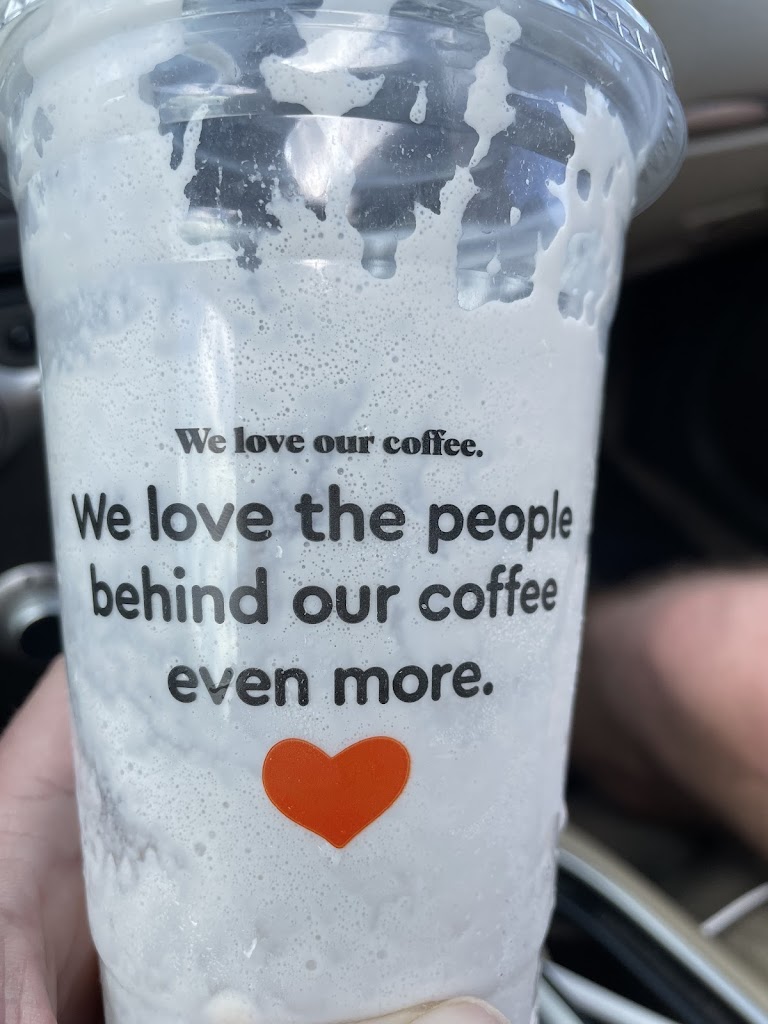 We love our coffee.
We love the people
behind our coffee
even more.